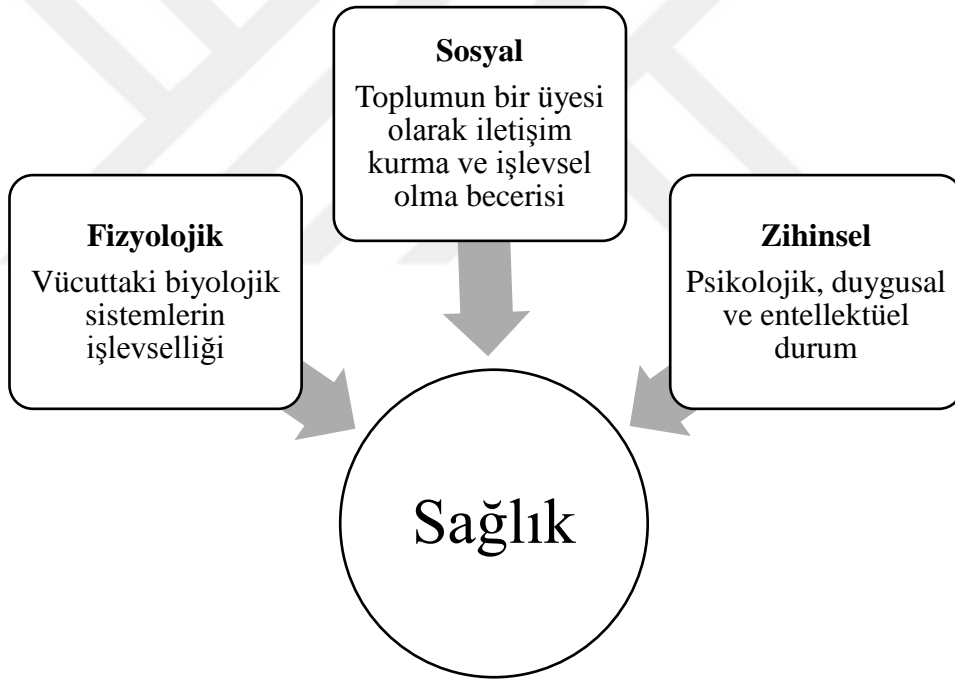 Sosyal
Toplumun bir üyesi
olarak iletişim
kurma ve işlevsel
olma becerisi
Fizyolojik
Vücuttaki biyolojik
sistemlerin
işlevselliği
Zihinsel
Psikolojik, duygusal
ve entellektüel
durum
Sağlık